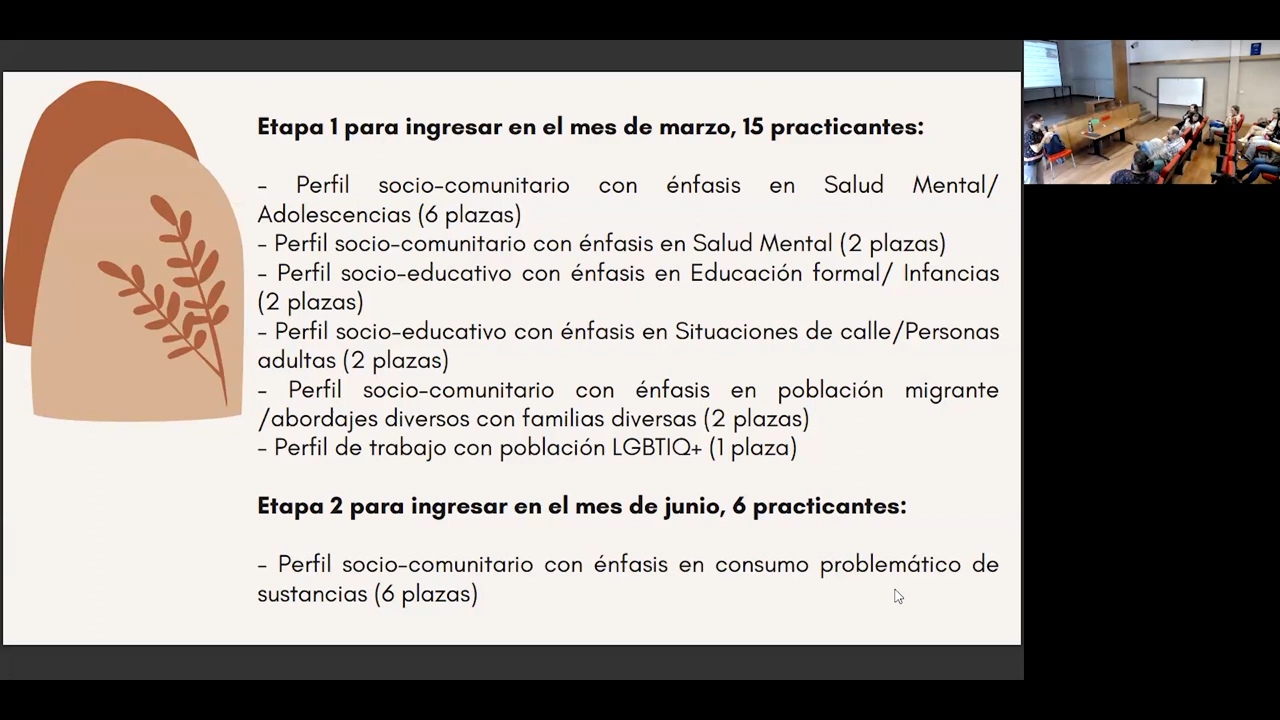 Etapa 1 para ingresar en el mes de marzo, 15 practicantes:
- Perfil socio-comunitario con énfasis en Salud Mental/
Adolescencias (6 plazas)
- Perfil socio-comunitario con énfasis en Salud Mental (2 plazas)
- Perfil socio-educativo con énfasis en Educación formal/ Infancias
(2 plazas)
- Perfil socio-educativo con énfasis en Situaciones de calle/Personas
adultas (2 plazas)
- Perfil socio-comunitario con énfasis en población migrante
/abordajes diversos con familias diversas (2 plazas)
- Perfil de trabajo con población LGBTIQ+ (1 plaza)
Etapa 2 para ingresar en el mes de junio, 6 practicantes:
- Perfil socio-comunitario con énfasis en consumo problemático de
sustancias (6 plazas)